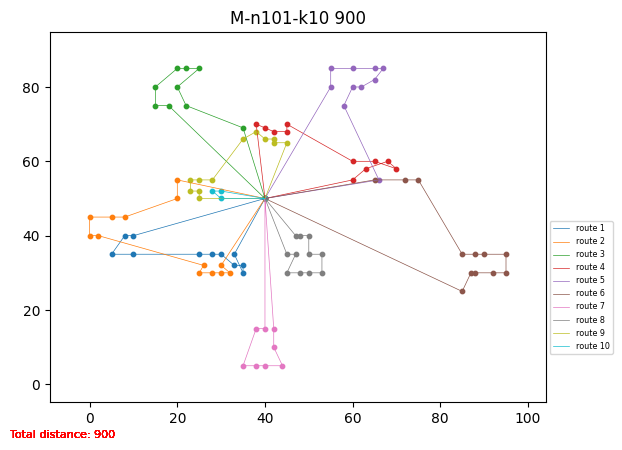 M-n101-k10 900
80
60
40
20
0
0 20 40 60 80 100
route 1
route 2
route 3
route 4
route 5
route 6
route 7
route 8
route 9
route 10
Total distance: 900